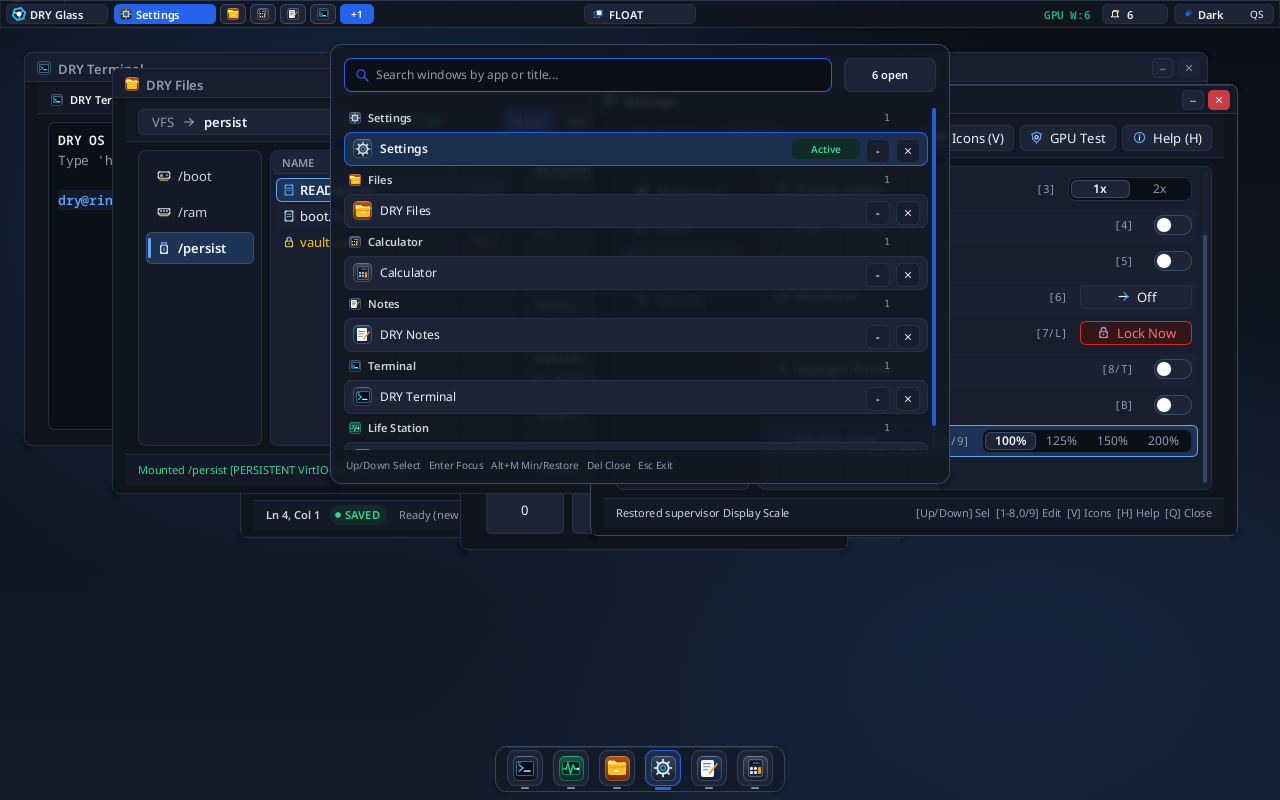 DRY Glass
Settings
+1
FLOAT
GPU W:6
6
Dark
QS
DRY Terminal
DRY Ter
DRY OS
Type 'h
dry@rin
DRY Files
VFS → persist
/boot
/ram
/persist
NAME
READ
boot.
vault
Mounted /persist [PERSISTENT VirtIO
Search windows by app or title...
6 open
Settings 1
Settings Active - ×
Files 1
DRY Files - ×
Calculator 1
Calculator - ×
Notes 1
DRY Notes - ×
Terminal 1
DRY Terminal - ×
Life Station 1
Up/Down Select Enter Focus Alt+M Min/Restore Del Close Esc Exit
Icons (V)
GPU Test
Help (H)
[3] 1x 2x
[4]
[5]
[6] → Off
[7/L] Lock Now
[8/T]
[B]
/9] 100% 125% 150% 200%
Restored supervisor Display Scale
[Up/Down] Sel [1-8,0/9] Edit [V] Icons [H] Help [Q] Close
Ln 4, Col 1
SAVED
Ready (new
0